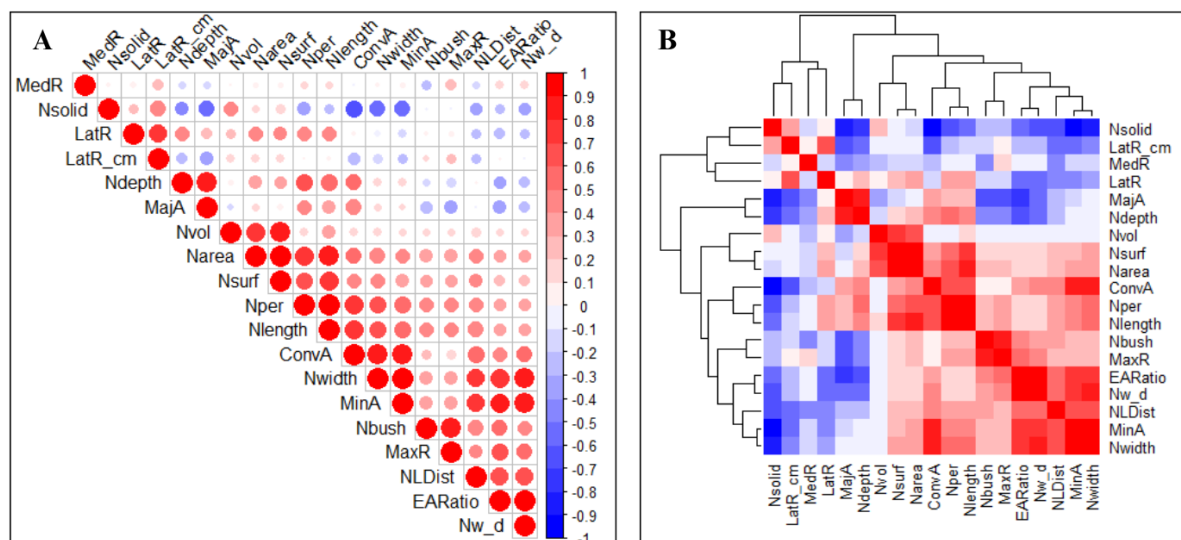 A
MedR
Nsolid
LatR
LatR_cm
Ndepth
MajA
Nvol
Narea
Nsurf
Nper
Nlength
ConvA
Nwidth
MinA
Nbush
MaxR
NLDist
EARatio
Nw_d
MedR
Nsolid
LatR
LatR_cm
Ndepth
MajA
Nvol
Narea
Nsurf
Nper
Nlength
ConvA
Nwidth
MinA
Nbush
MaxR
NLDist
EARatio
Nw_d
1
0.9
0.8
0.7
0.6
0.5
0.4
0.3
0.2
0.1
0
-0.1
-0.2
-0.3
-0.4
-0.5
-0.6
-0.7
-0.8
-0.9
-1
B
Nsolid
LatR_cm
MedR
LatR
MajA
Ndepth
Nvol
Nsurf
Narea
ConvA
Nper
Nlength
Nbush
MaxR
EARatio
Nw_d
NLDist
MinA
Nwidth
Nsolid
LatR_cm
MedR
LatR
MajA
Ndepth
Nvol
Nsurf
Narea
ConvA
Nper
Nlength
Nbush
MaxR
EARatio
Nw_d
NLDist
MinA
Nwidth